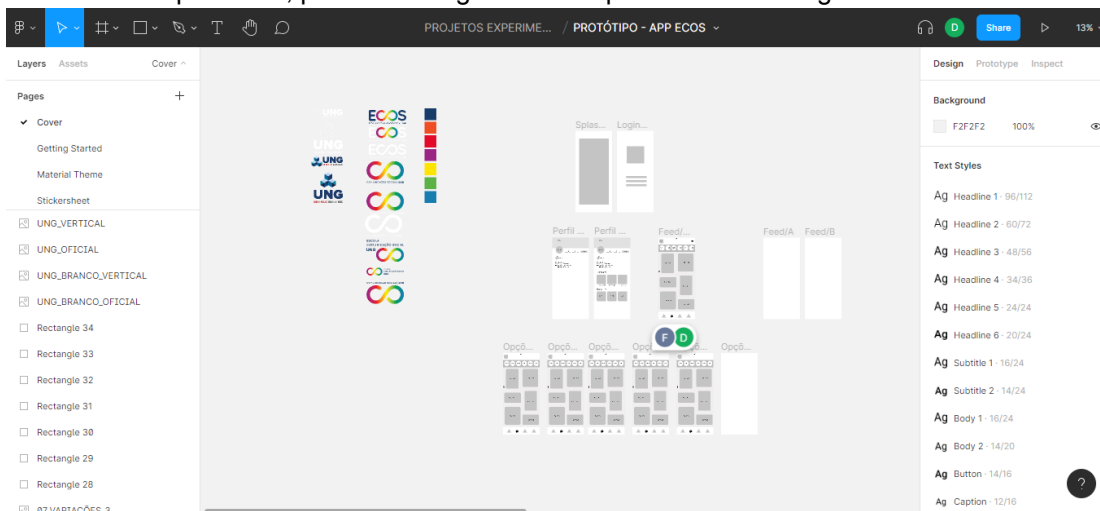 PROJETOS EXPERIME... / PROTÓTIPO - APP ECOS
D
Share
13%
Layers
Assets
Cover
Design
Prototype
Inspect
Pages
Cover
Getting Started
Material Theme
Stickersheet
UNG_VERTICAL
UNG_OFICIAL
UNG_BRANCO_VERTICAL
UNG_BRANCO_OFICIAL
Rectangle 34
Rectangle 33
Rectangle 32
Rectangle 31
Rectangle 30
Rectangle 29
Rectangle 28
07 VARIAÇÕES_3
UNG
ECOS
UNG
ECOS
UNG
UNG
Splas...
Login...
Perfil ...
Perfil ...
Feed/...
Feed/A
Feed/B
F
D
Opçõ...
Opçõ...
Opçõ...
Opçõ...
Opçõ...
Background
F2F2F2
100%
Text Styles
Ag Headline 1 · 96/112
Ag Headline 2 · 60/72
Ag Headline 3 · 48/56
Ag Headline 4 · 34/36
Ag Headline 5 · 24/24
Ag Headline 6 · 20/24
Ag Subtitle 1 · 16/24
Ag Subtitle 2 · 14/24
Ag Body 1 · 16/24
Ag Body 2 · 14/20
Ag Button · 14/16
Ag Caption · 12/16
?